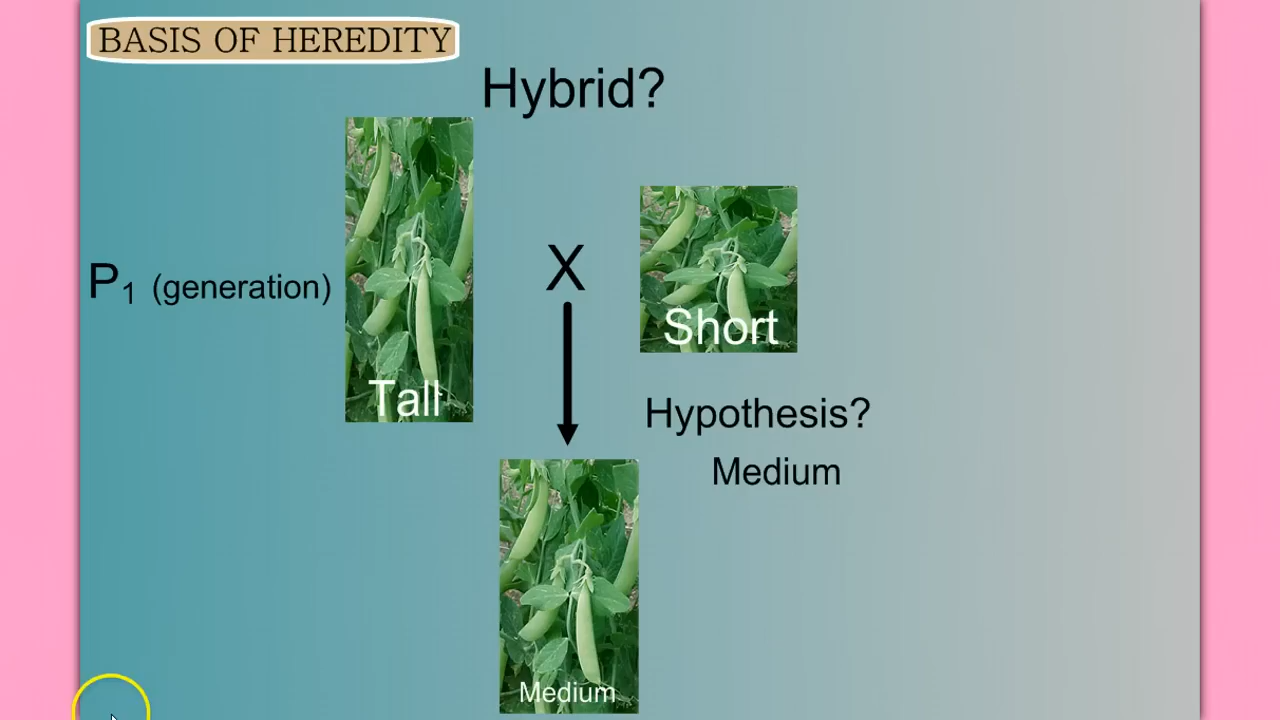 BASIS OF HEREDITY
Hybrid?
P₁ (generation)
X
Tall
Short
Hypothesis?
Medium
Medium